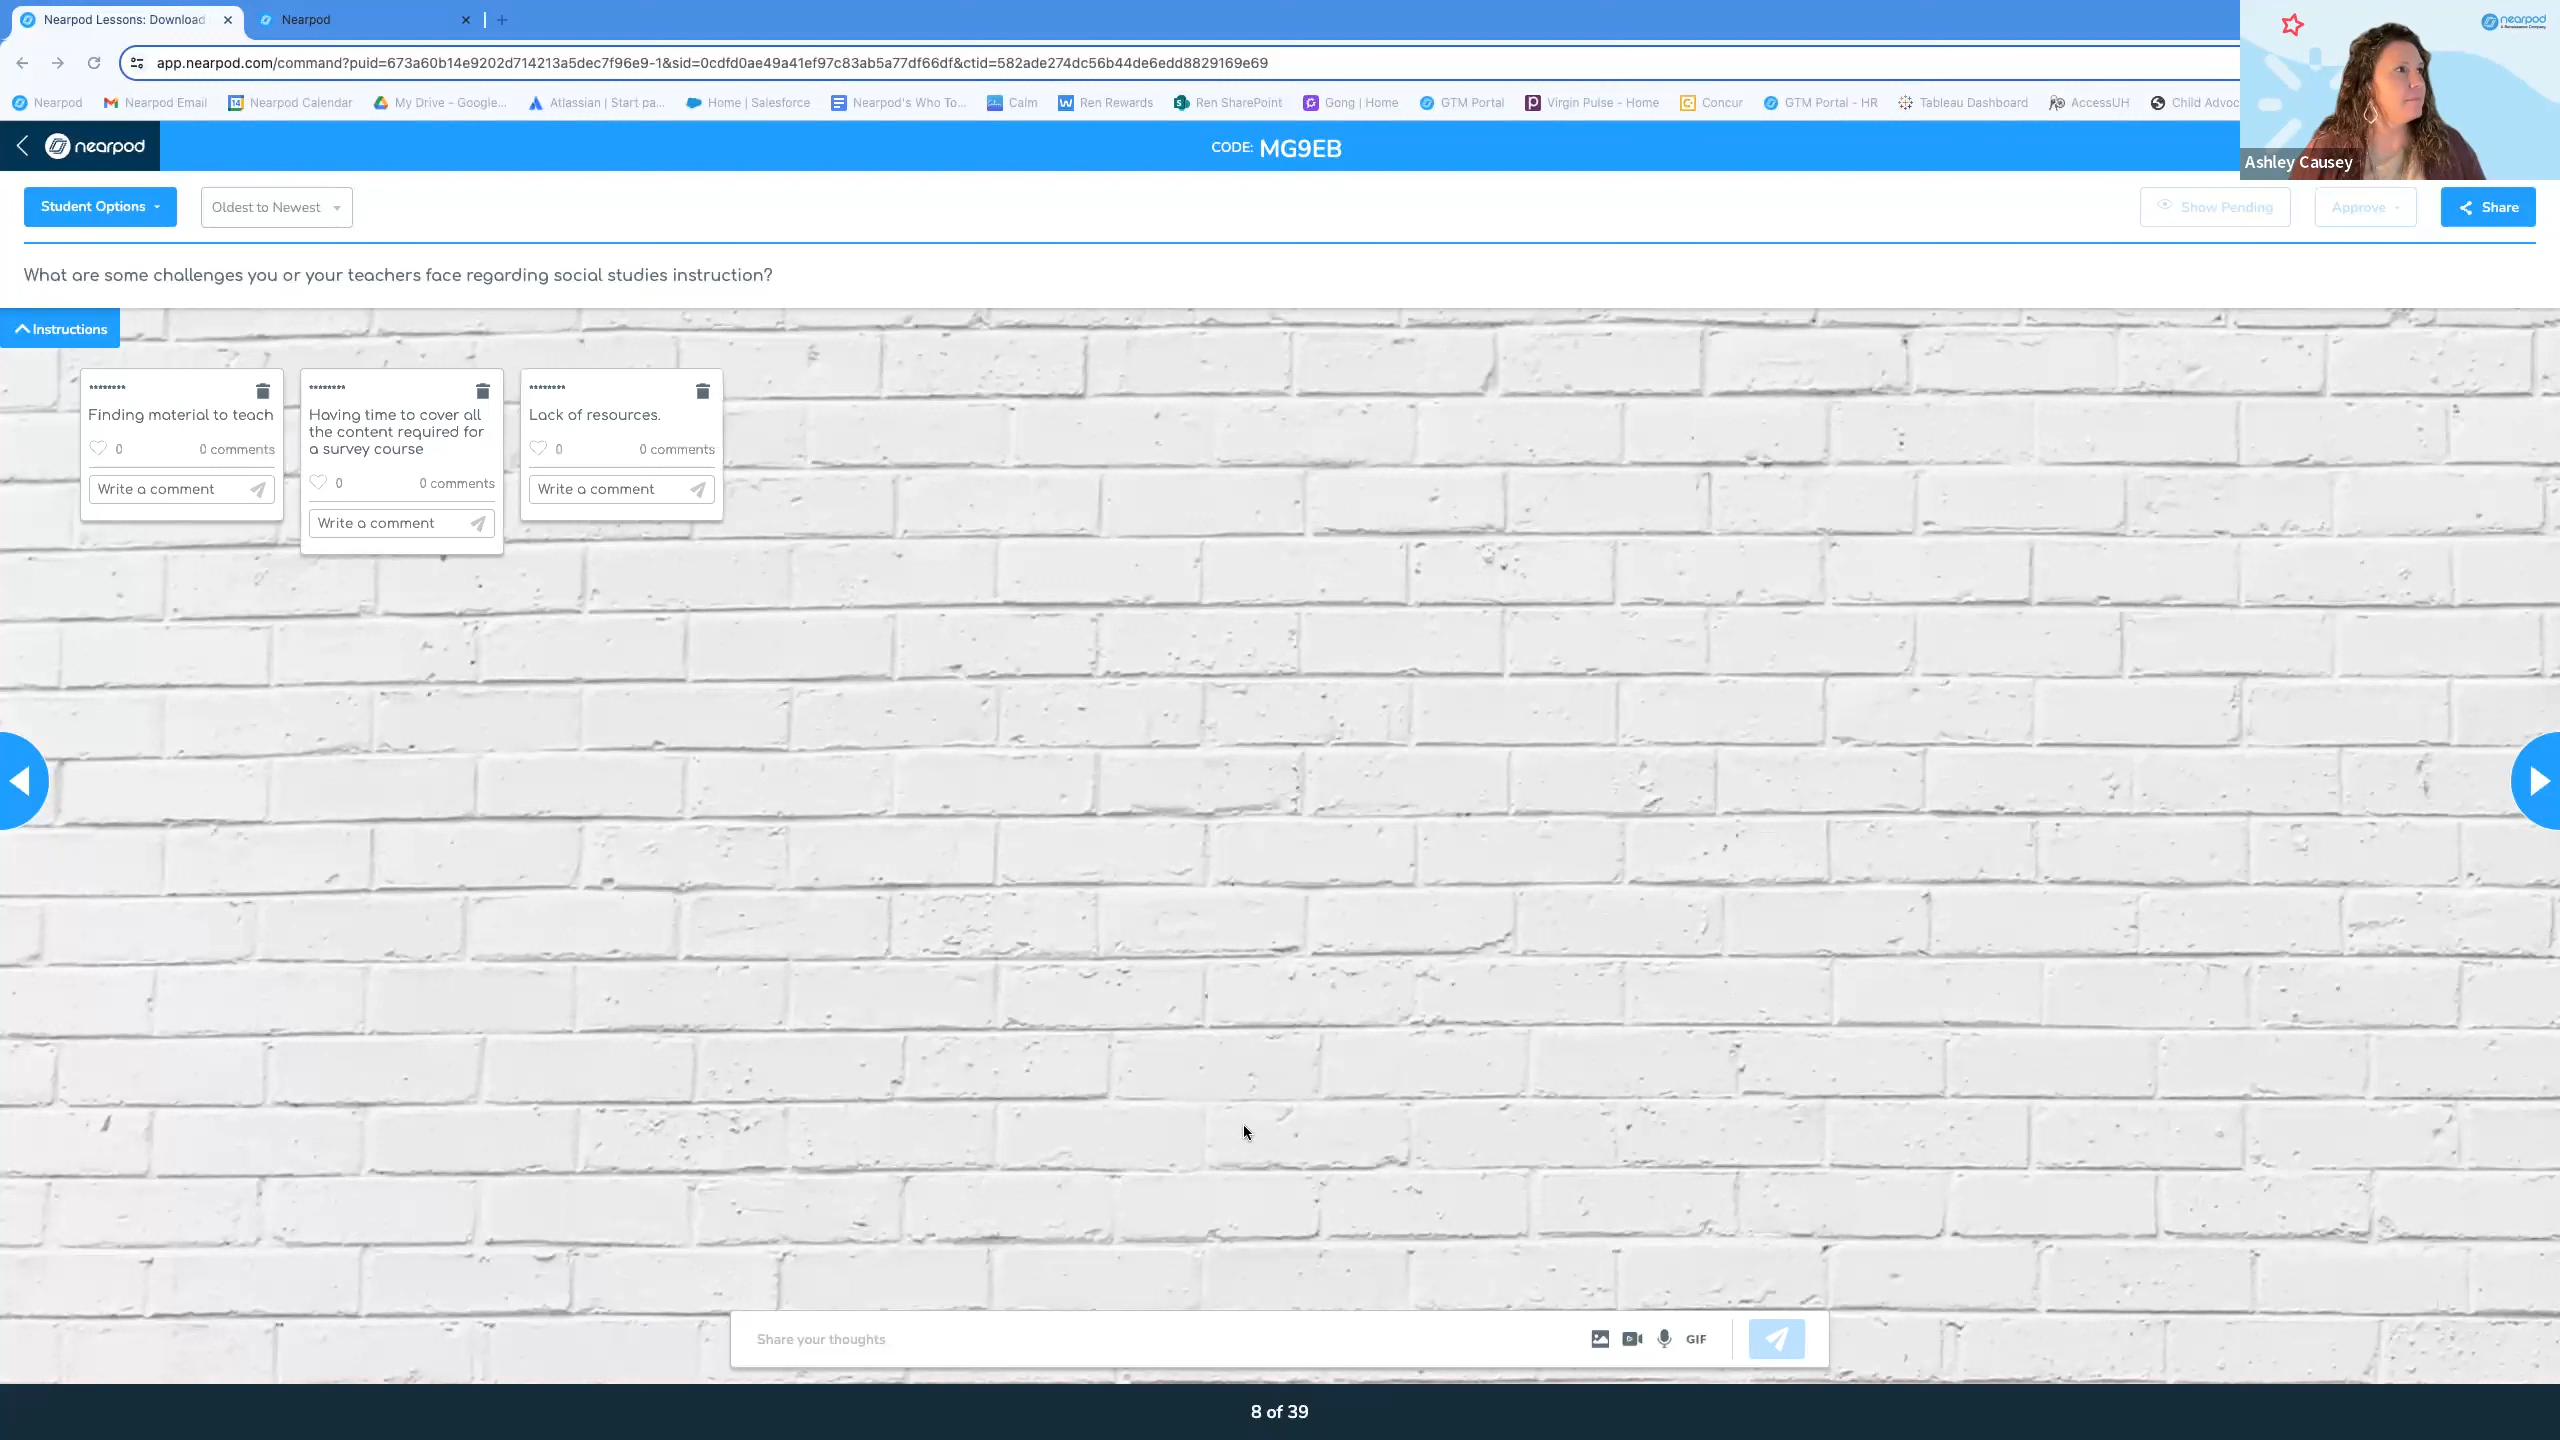 Nearpod Lessons: Download
Nearpod
app.nearpod.com/command?puid=673a60b14e9202d714213a5dec7f96e9-1&sid=0cdfd0ae49a41ef97c83ab5a77df66df&ctid=582ade274dc56b44de6edd8829169e69
Nearpod
Nearpod Email
Nearpod Calendar
My Drive - Google...
Atlassian | Start pa...
Home | Salesforce
Nearpod's Who To...
Calm
Ren Rewards
Ren SharePoint
Gong | Home
GTM Portal
Virgin Pulse - Home
Concur
GTM Portal - HR
Tableau Dashboard
AccessUH
Child Advoc
nearpod
Ashley Causey
nearpod
CODE: MG9EB
Student Options
Oldest to Newest
Show Pending
Approve
Share
What are some challenges you or your teachers face regarding social studies instruction?
Instructions
********
Finding material to teach
0
0 comments
Write a comment
********
Having time to cover all
the content required for
a survey course
0
0 comments
Write a comment
********
Lack of resources.
0
0 comments
Write a comment
Share your thoughts
GIF
8 of 39